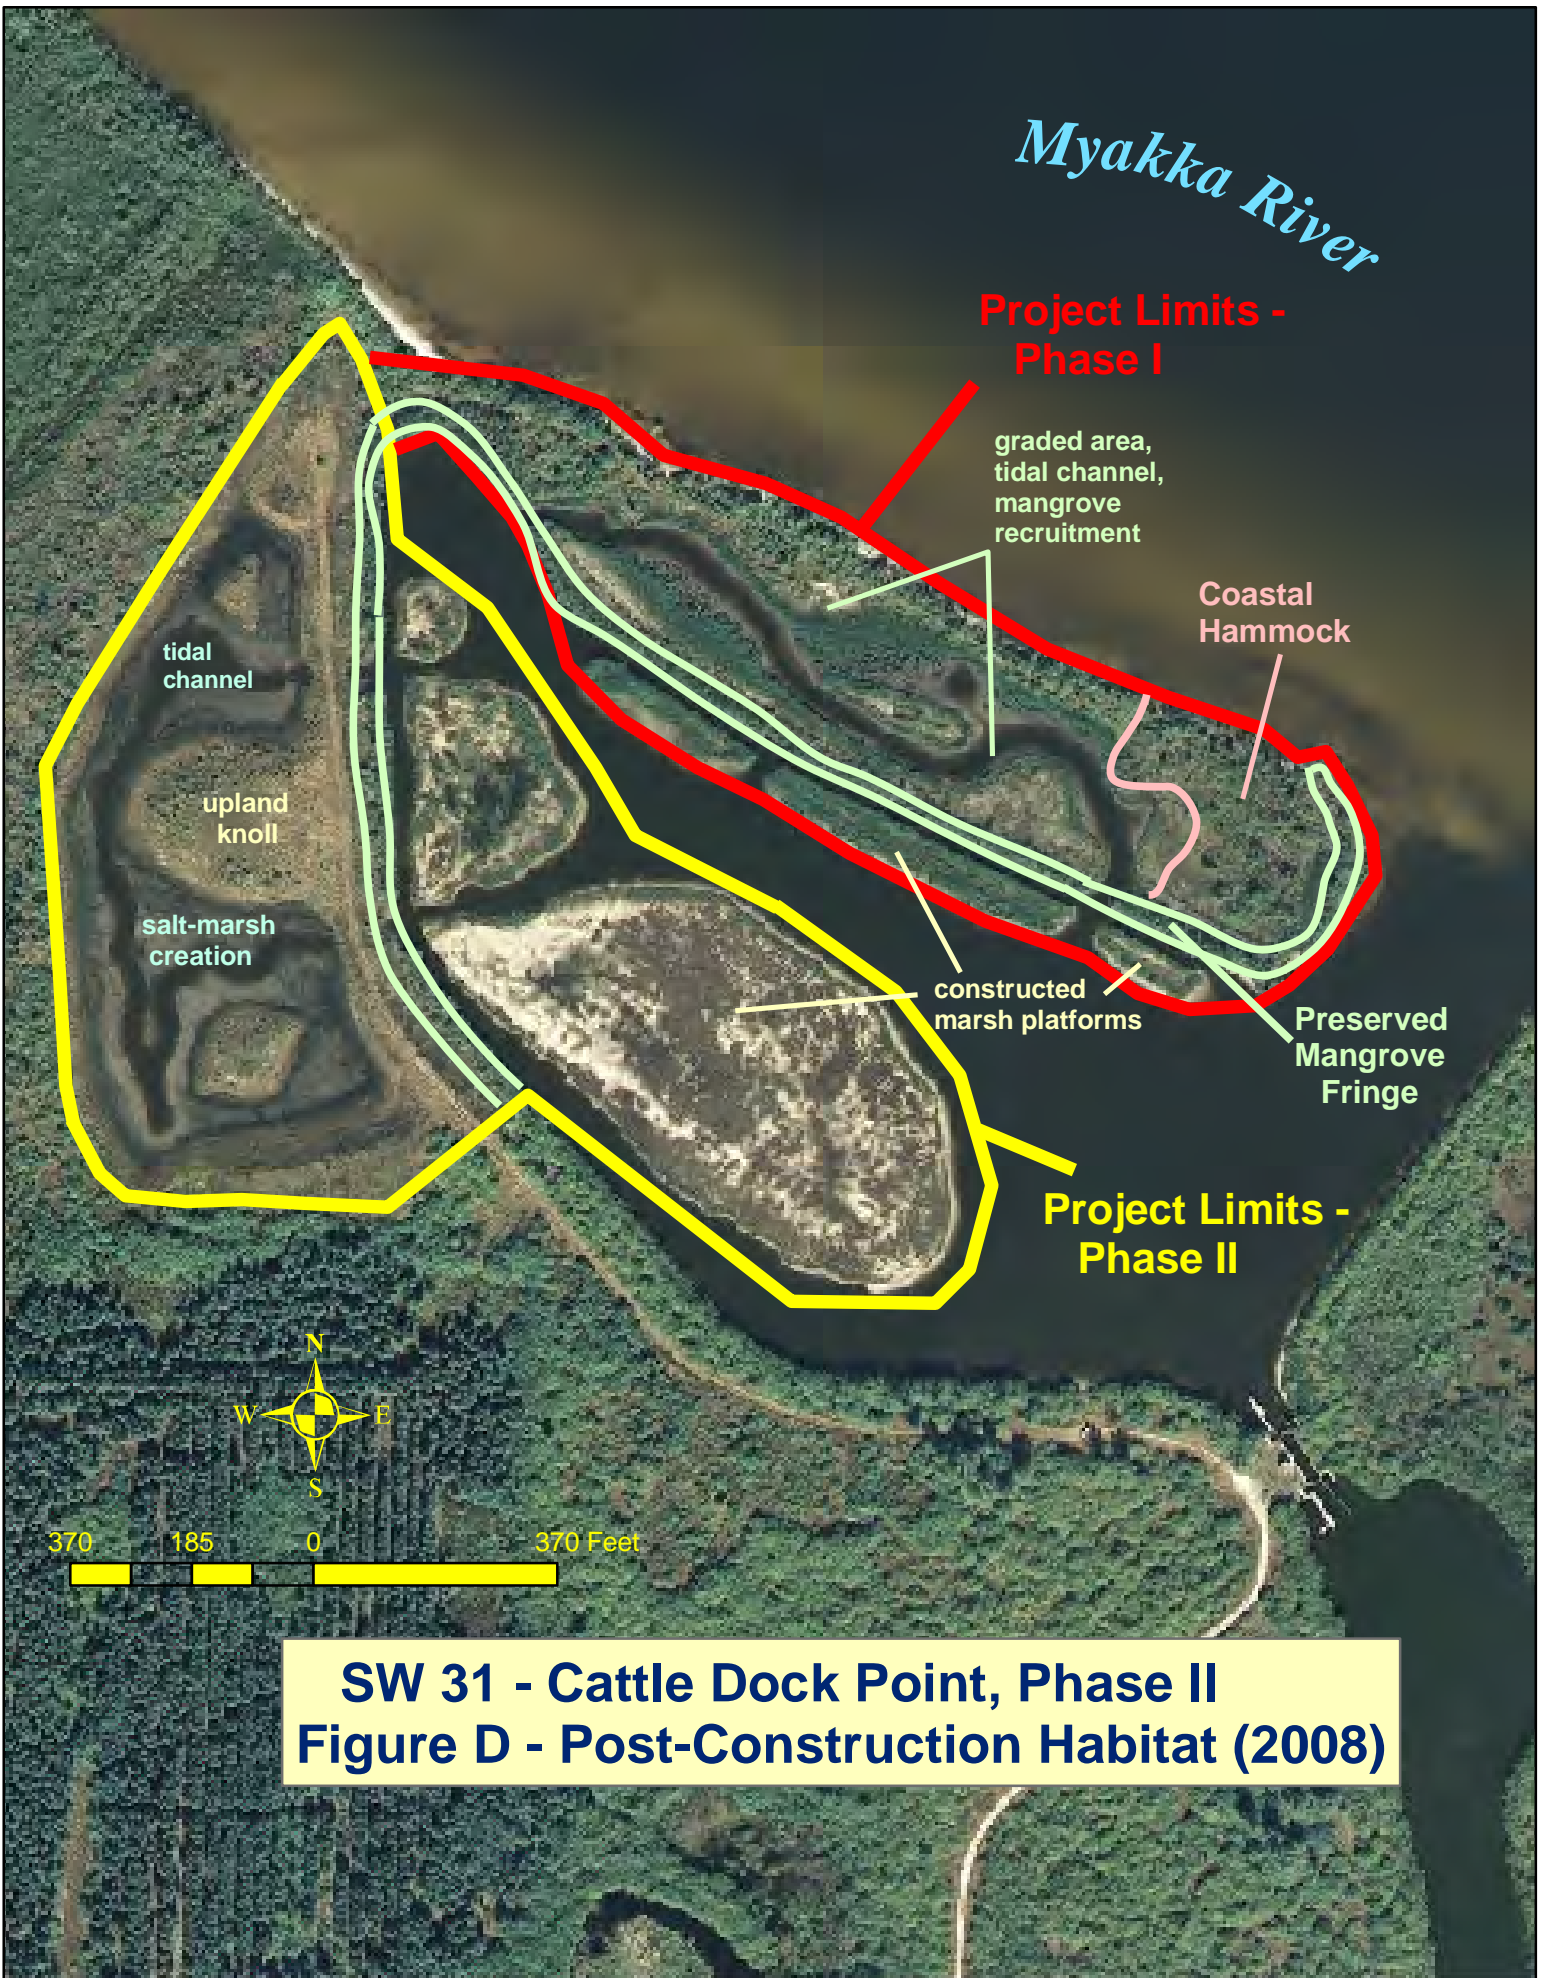 Myakka River
Project Limits -
Phase I
graded area,
tidal channel,
mangrove
recruitment
Coastal
Hammock
tidal
channel
upland
knoll
salt-marsh
creation
constructed
marsh platforms
Preserved
Mangrove
Fringe
Project Limits -
Phase II
N
W E
S
370 185 0 370 Feet
SW 31 - Cattle Dock Point, Phase II
Figure D - Post-Construction Habitat (2008)